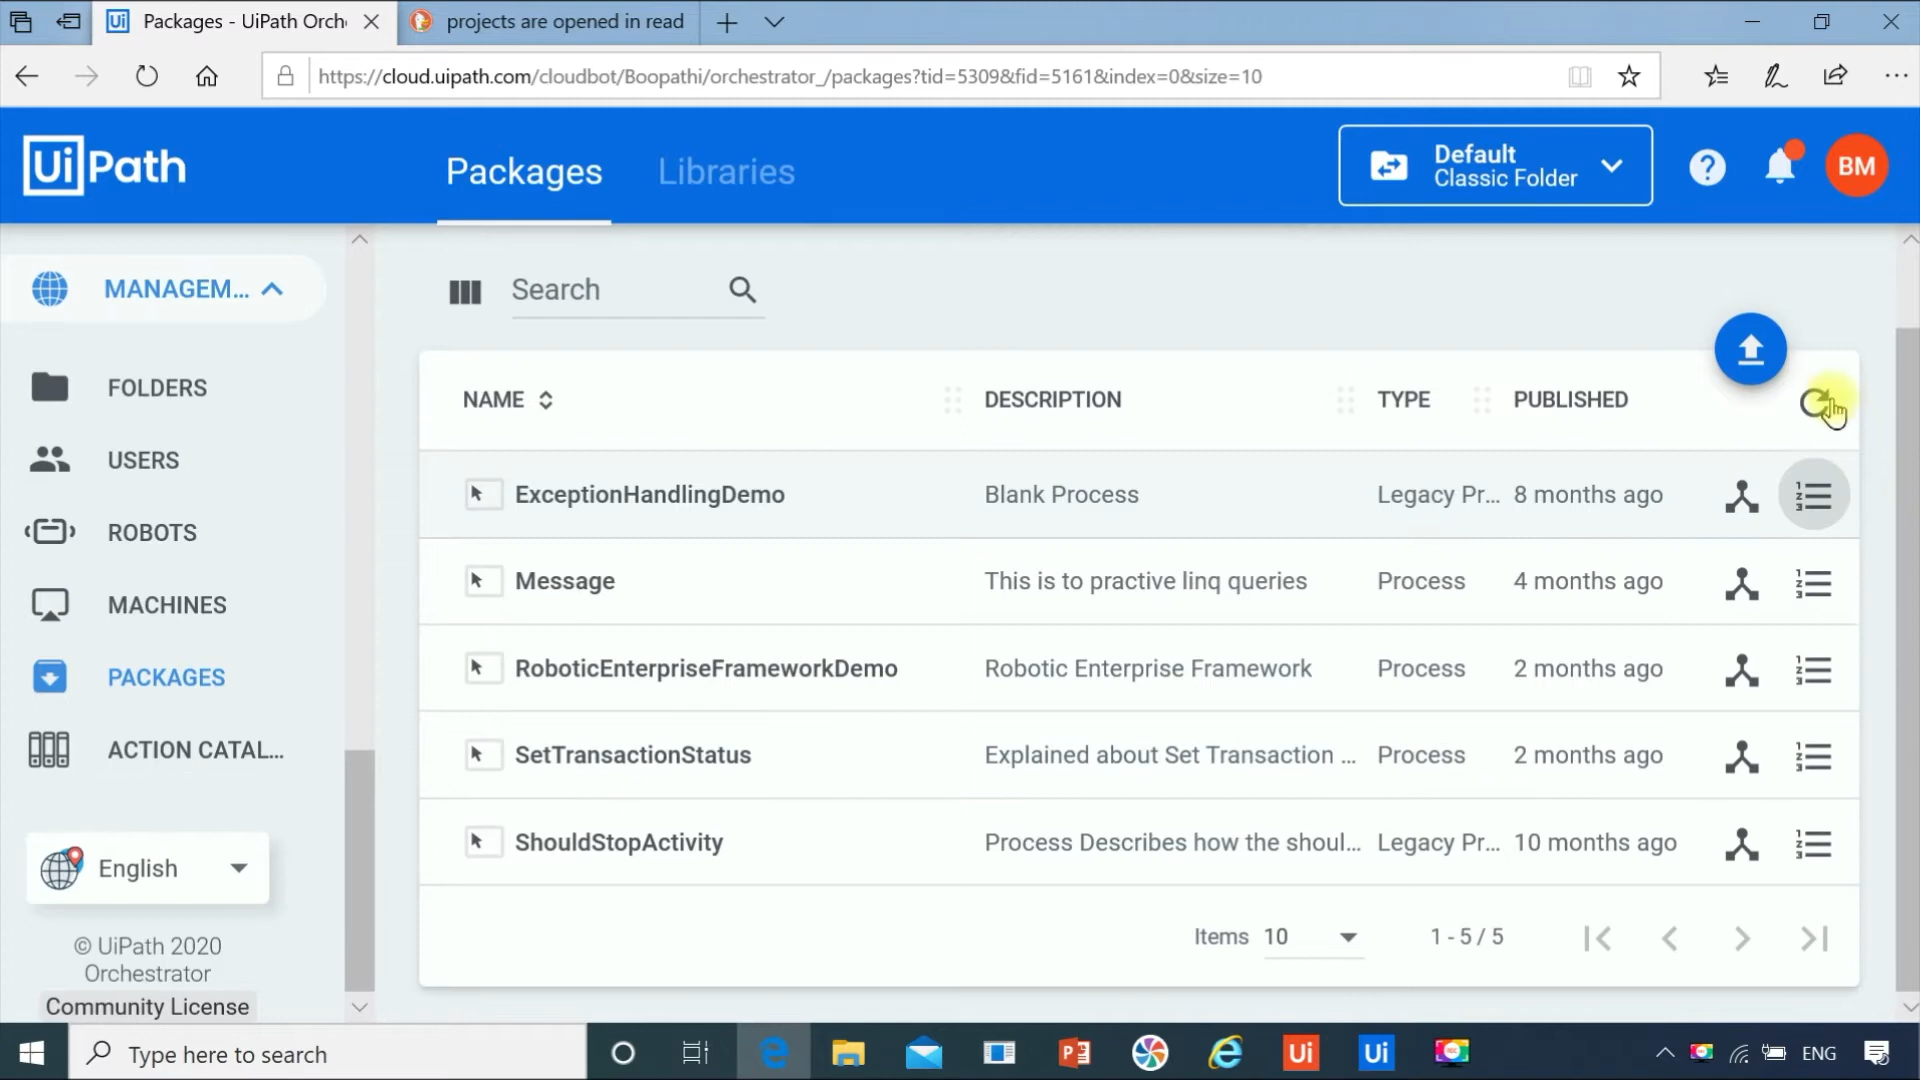 Packages - UiPath Orch
projects are opened in read
https://cloud.uipath.com/cloudbot/Boopathi/orchestrator_/packages?tid=5309&fid=5161&index=0&size=10
UiPath
Packages
Libraries
Default
Classic Folder
BM
MANAGEM...
FOLDERS
USERS
ROBOTS
MACHINES
PACKAGES
ACTION CATAL...
English
© UiPath 2020
Orchestrator
Community License
Search
NAME DESCRIPTION TYPE PUBLISHED
ExceptionHandlingDemo Blank Process Legacy Pr... 8 months ago
Message This is to practive linq queries Process 4 months ago
RoboticEnterpriseFrameworkDemo Robotic Enterprise Framework Process 2 months ago
SetTransactionStatus Explained about Set Transaction ... Process 2 months ago
ShouldStopActivity Process Describes how the shoul... Legacy Pr... 10 months ago
Items 10 1 - 5 / 5
Type here to search
ENG